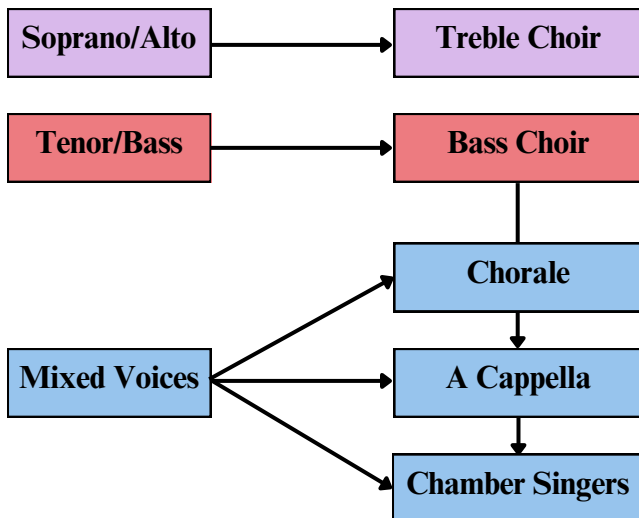 Soprano/Alto
Treble Choir
Tenor/Bass
Bass Choir
Chorale
Mixed Voices
A Cappella
Chamber Singers